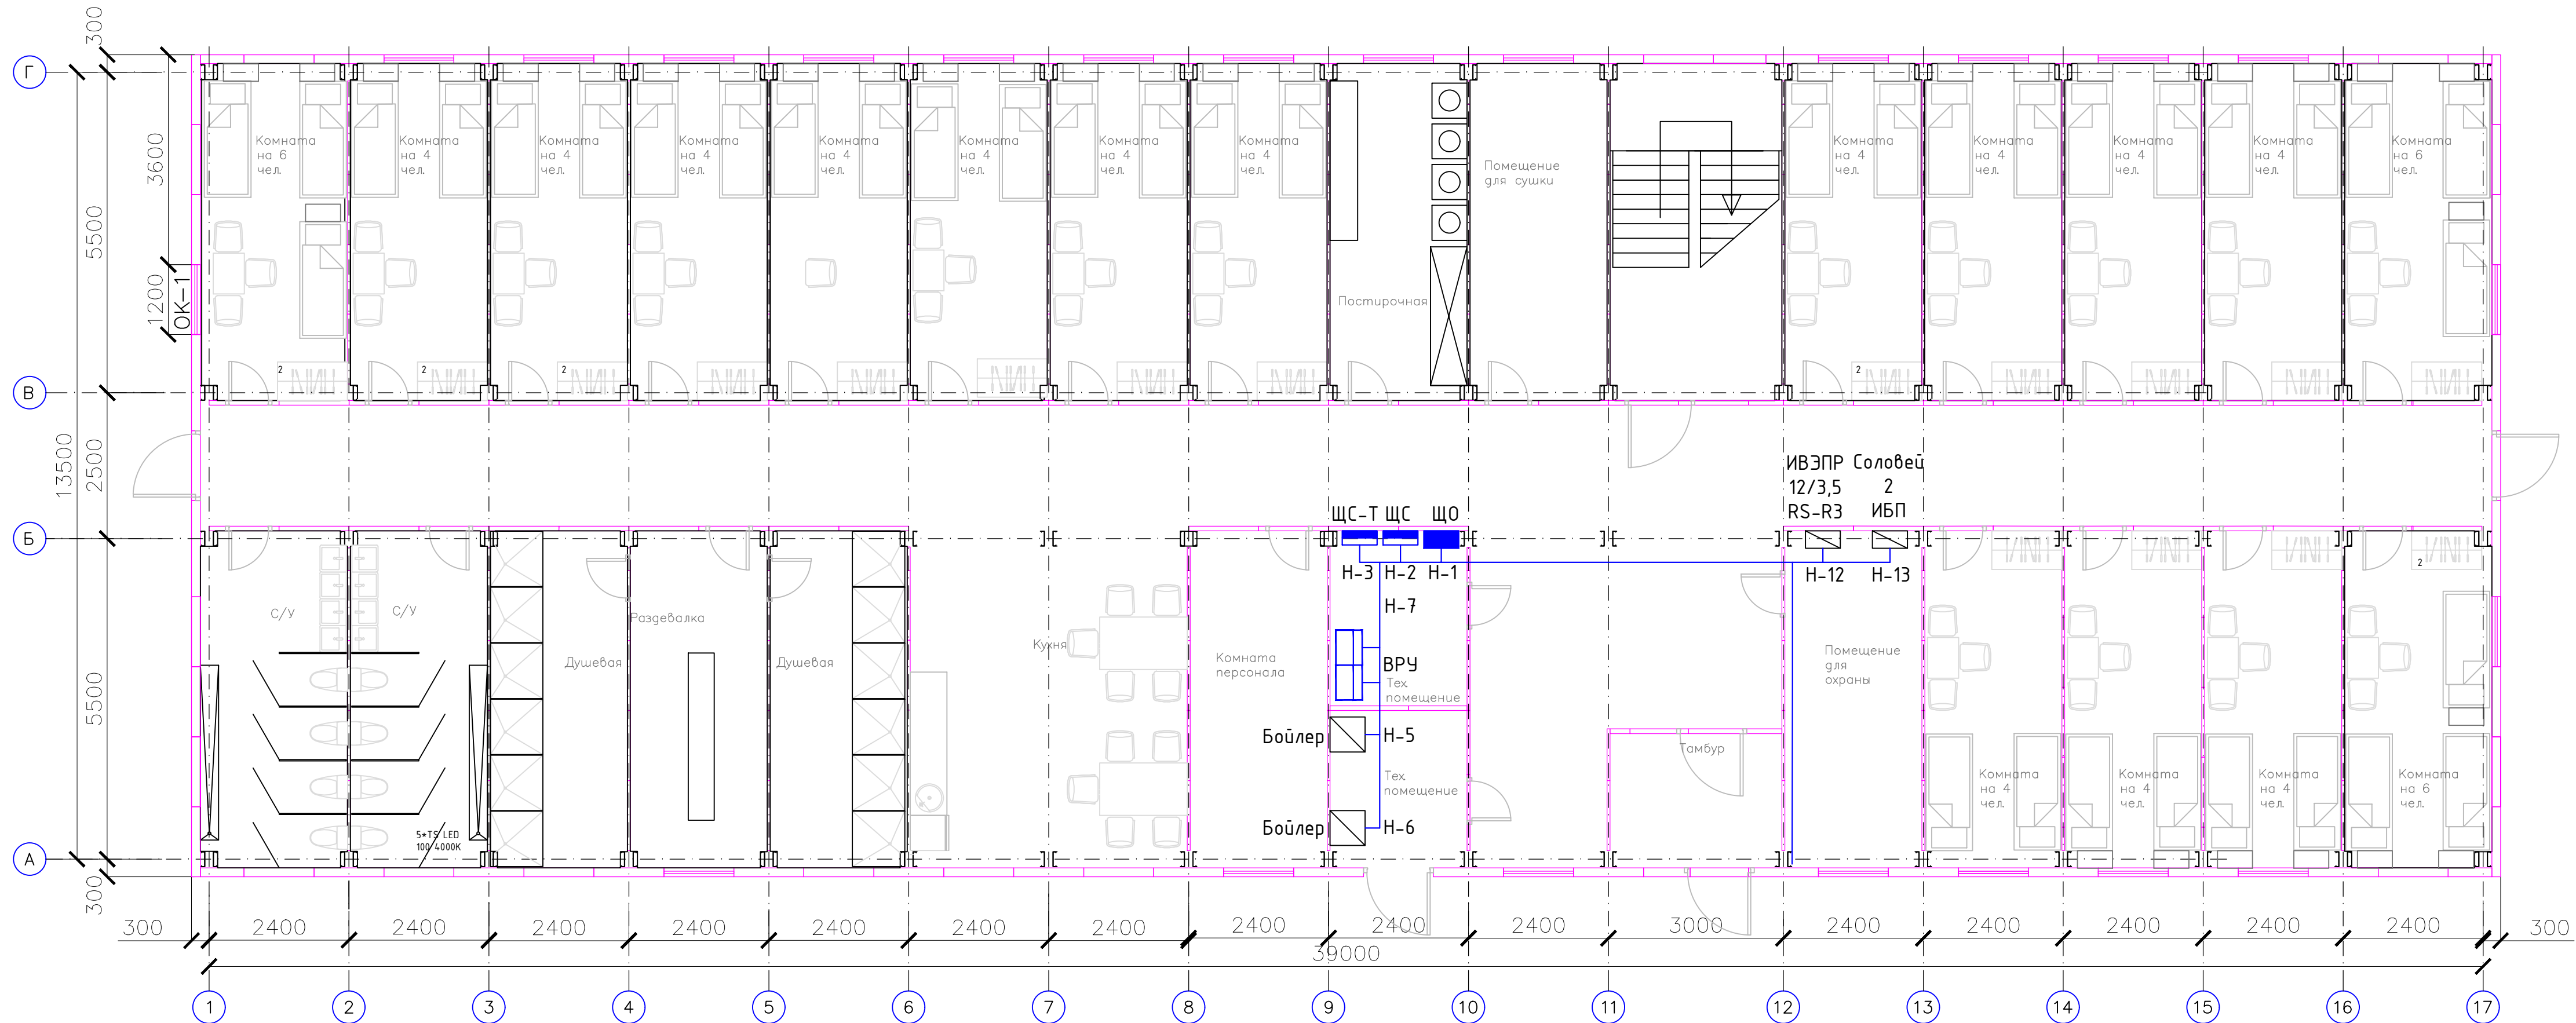 300
Г
3600
5500
1200
ОК-1
Комната
на 6
чел.
Комната
на 4
чел.
Комната
на 4
чел.
Комната
на 4
чел.
Комната
на 4
чел.
Комната
на 4
чел.
Комната
на 4
чел.
Комната
на 4
чел.
Постирочная
Помещение
для сушки
Комната
на 4
чел.
Комната
на 4
чел.
Комната
на 4
чел.
Комната
на 4
чел.
Комната
на 6
чел.
2
2
2
2
В
13500
2500
ИВЭПР
12/3,5
RS-R3
Соловей
2
ИБП
ЩС-Т
ЩС
ЩО
Б
Н-3
Н-2
Н-1
Н-12
Н-13
2
Н-7
С/У
С/У
Раздевалка
Душевая
Душевая
Кухня
Комната
персонала
ВРУ
Тех.
помещение
Помещение
для
охраны
5500
Бойлер
Н-5
Тамбур
Тех.
помещение
Комната
на 4
чел.
Комната
на 4
чел.
Комната
на 4
чел.
Комната
на 6
чел.
Бойлер
Н-6
5*TS LED
100/4000K
А
300
300
2400
2400
2400
2400
2400
2400
2400
2400
2400
2400
3000
2400
2400
2400
2400
2400
300
39000
1
2
3
4
5
6
7
8
9
10
11
12
13
14
15
16
17